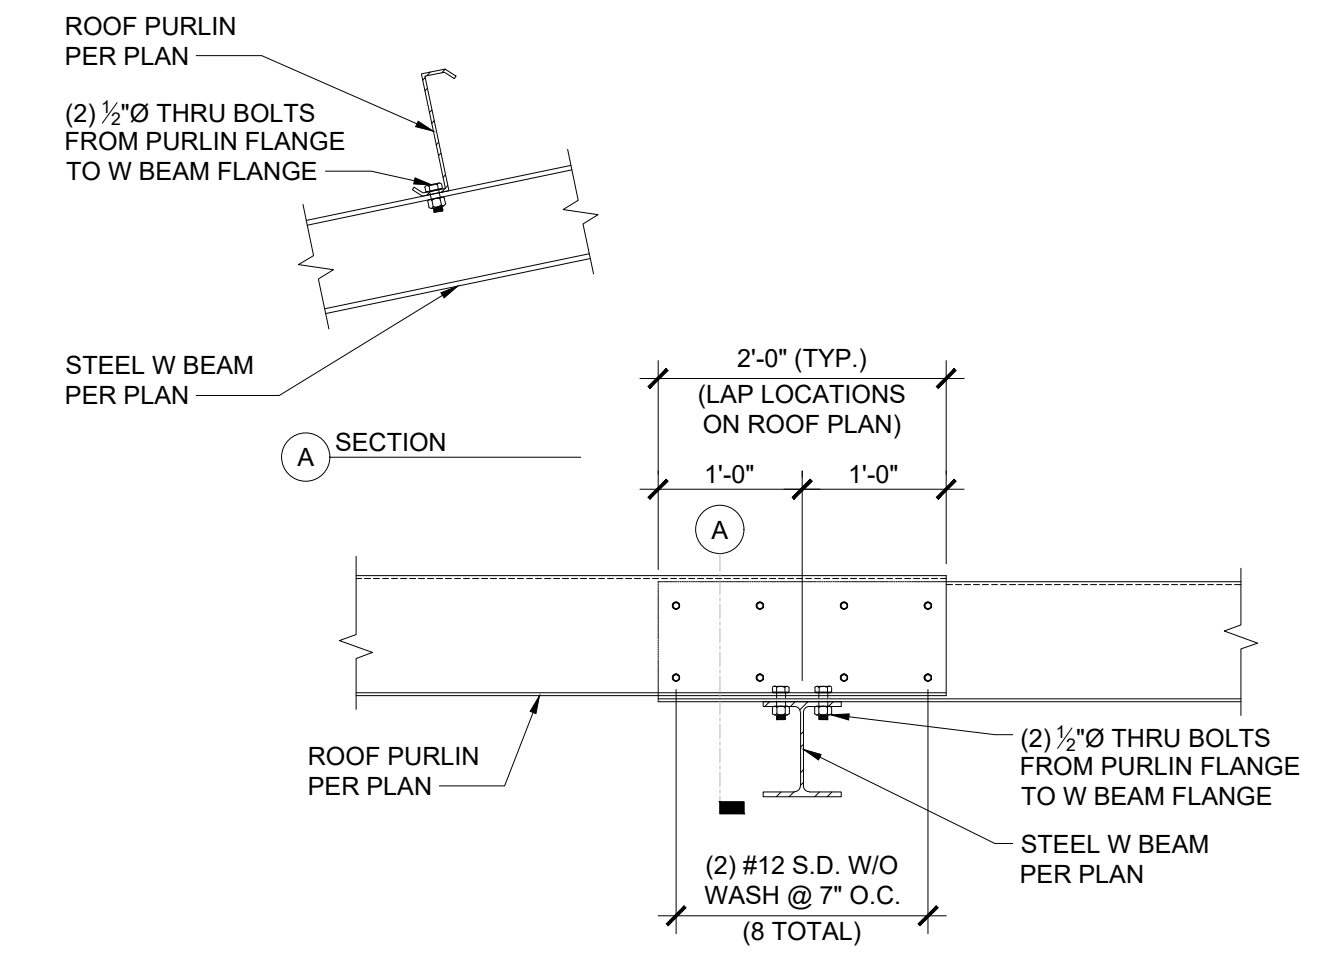 ROOF PURLIN
PER PLAN
(2) ½"Ø THRU BOLTS
FROM PURLIN FLANGE
TO W BEAM FLANGE
STEEL W BEAM
PER PLAN
A SECTION
2'-0" (TYP.)
(LAP LOCATIONS
ON ROOF PLAN)
1'-0" 1'-0"
A
ROOF PURLIN
PER PLAN
(2) ½"Ø THRU BOLTS
FROM PURLIN FLANGE
TO W BEAM FLANGE
STEEL W BEAM
PER PLAN
(2) #12 S.D. W/O
WASH @ 7" O.C.
(8 TOTAL)